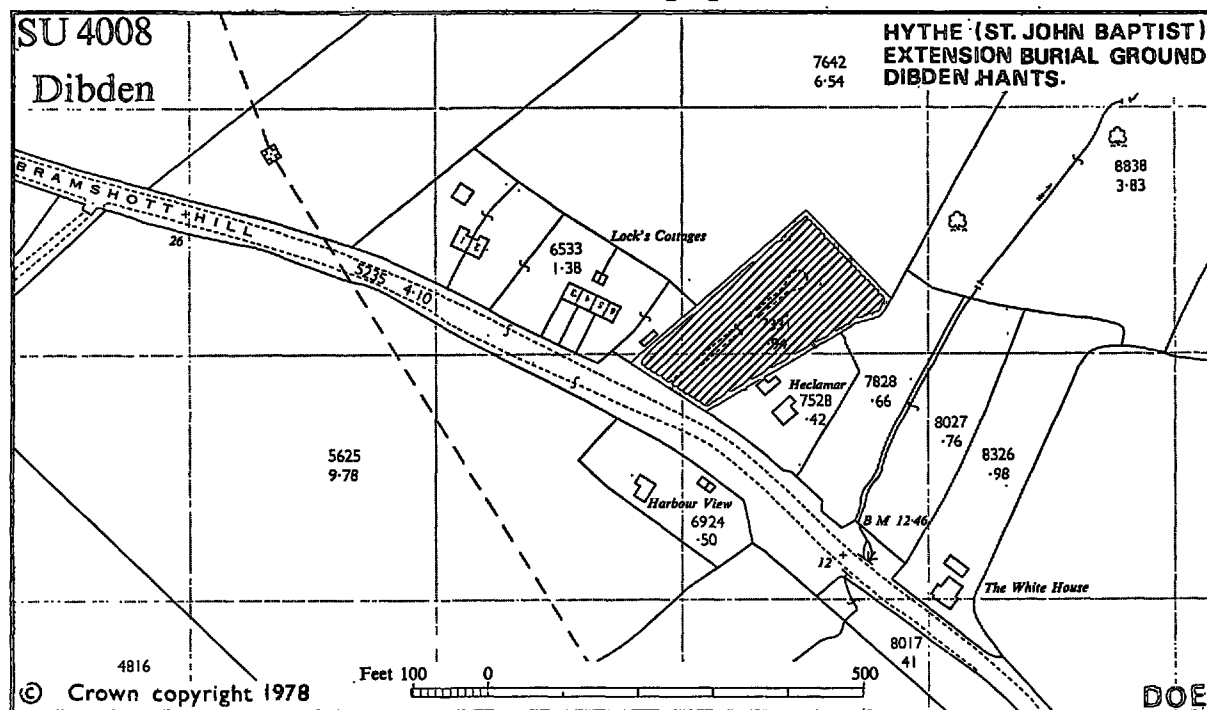 SU 4008
Dibden
HYTHE (ST. JOHN BAPTIST)
EXTENSION BURIAL GROUND
DIBDEN HANTS.
7642
6·54
8838
3·83
BRAMSHOTT HILL
26
5235 4·10
6533
1·38
Lock's Cottages
7331
·94
Heclamar
7528
·42
7828
·66
8027
·76
8326
·98
5625
9·78
Harbour View
6924
·50
B M 12·46
12
The White House
8017
41
4816
Feet 100 0 500
© Crown copyright 1978
DOE